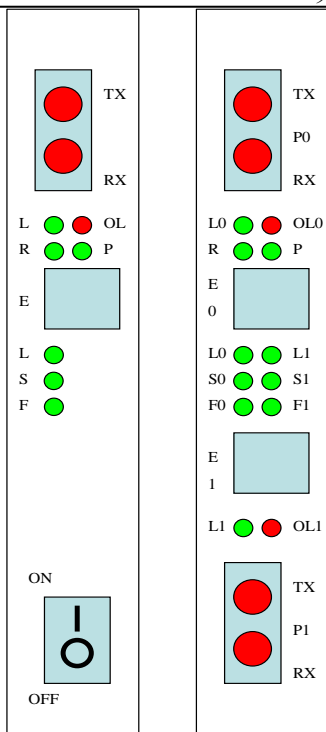 TX
RX
L OL
R P
E
L
S
F
ON
OFF
TX
P0
RX
L0 OL0
R P
E
0
L0 L1
S0 S1
F0 F1
E
1
L1 OL1
TX
P1
RX